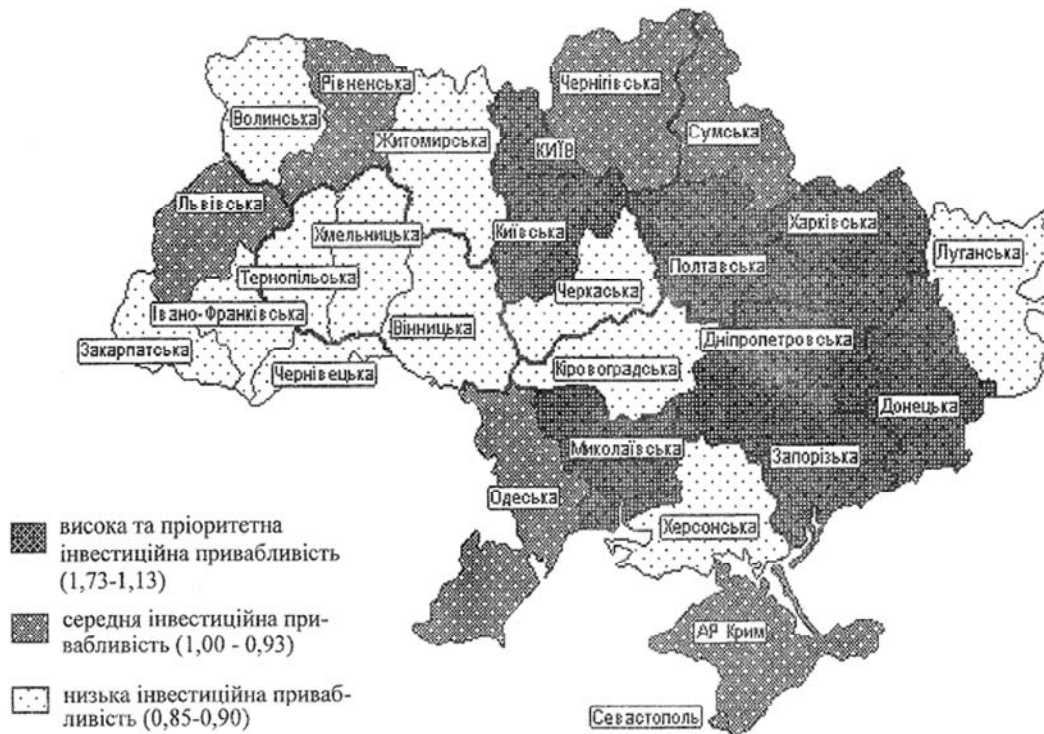 Рівненська
Чернігівська
Волинська
Житомирська
КИЇВ
Сумська
Львівська
Хмельницька
Київська
Харківська
Луганська
Тернопільська
Полтавська
Черкаська
Івано-Франківська
Вінницька
Дніпропетровська
Закарпатська
Чернівецька
Кіровоградська
Донецька
Миколаївська
Запорізька
Одеська
Херсонська
АР Крим
Севастополь
висока та пріоритетна
інвестиційна привабливість
(1,73-1,13)
середня інвестиційна при-
вабливість (1,00 - 0,93)
низька інвестиційна приваб-
ливість (0,85-0,90)